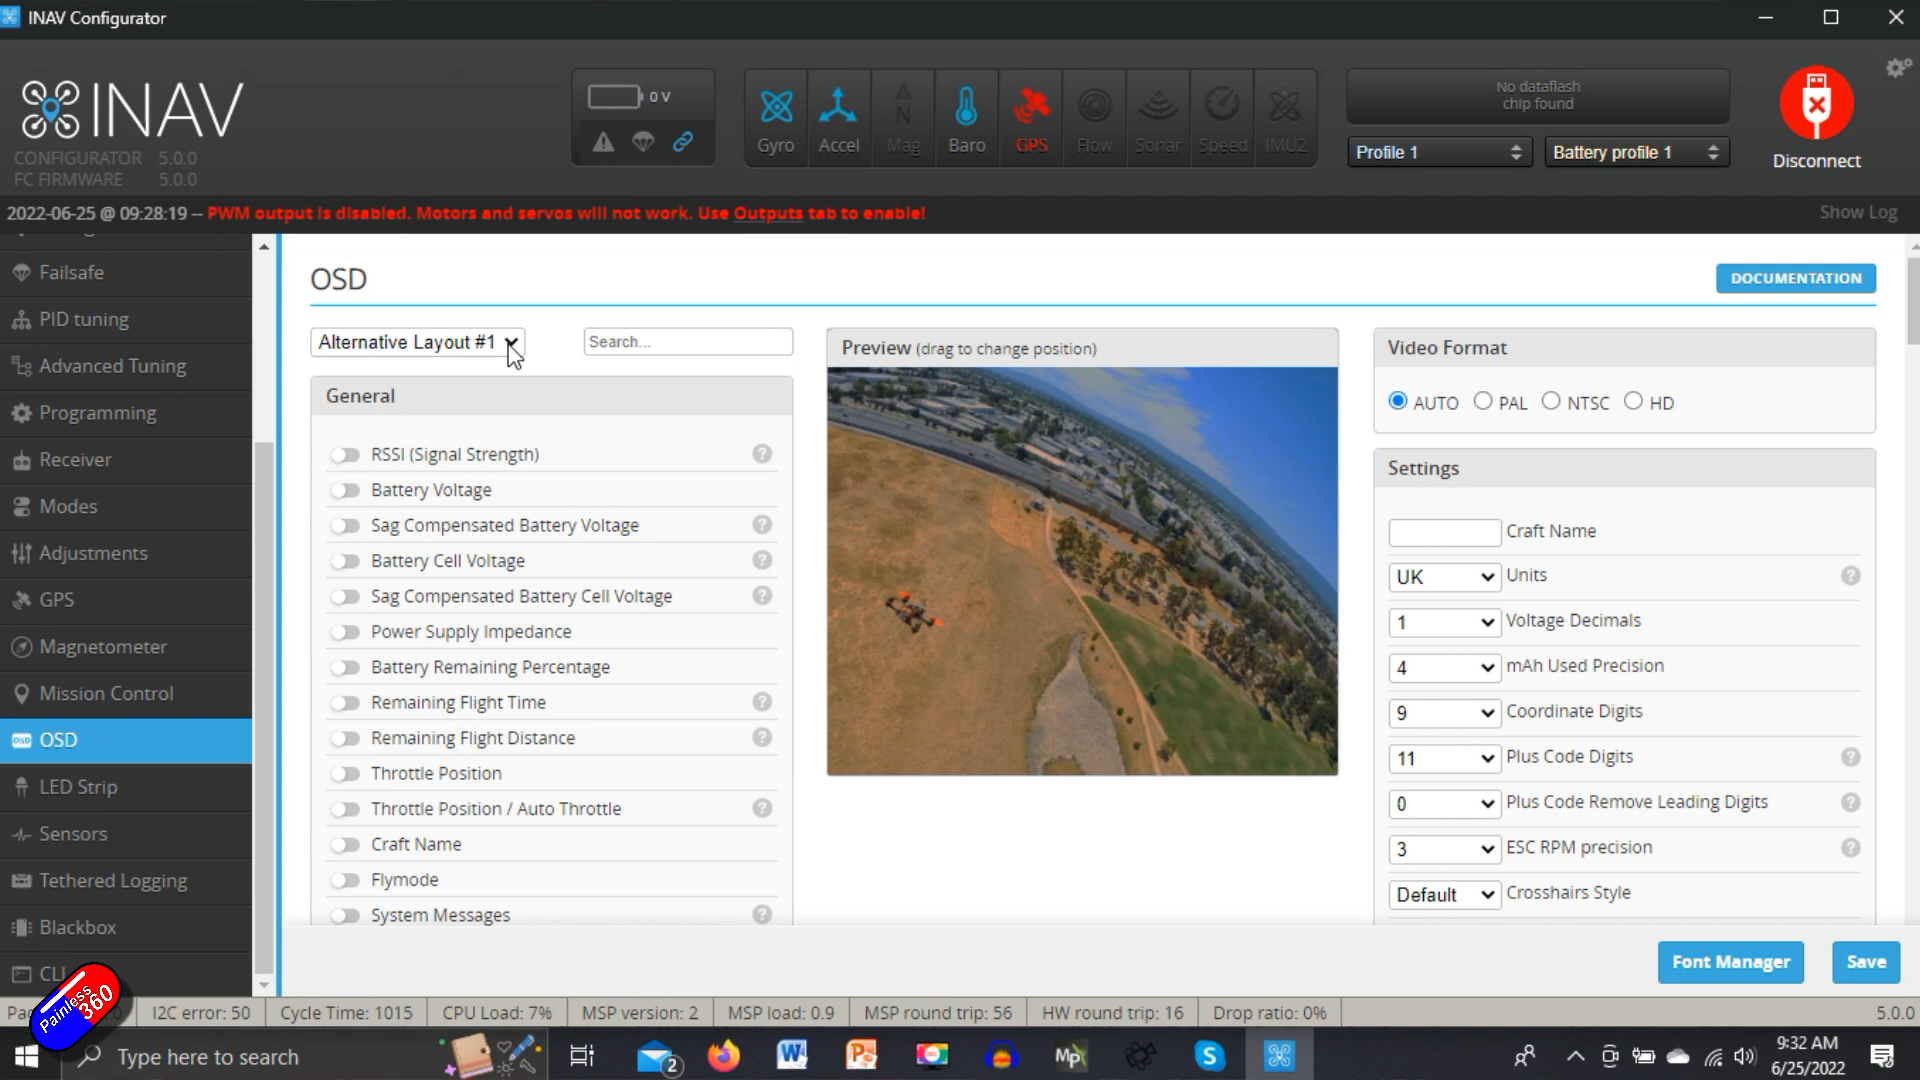 INAV Configurator
INAV
CONFIGURATOR 5.0.0
FC FIRMWARE 5.0.0
0 V
Gyro
Accel
Mag
Baro
GPS
Flow
Sonar
Speed
IMU2
No dataflash
chip found
Profile 1
Battery profile 1
Disconnect
2022-06-25 @ 09:28:19 -- PWM output is disabled. Motors and servos will not work. Use Outputs tab to enable!
Show Log
Failsafe
PID tuning
Advanced Tuning
Programming
Receiver
Modes
Adjustments
GPS
Magnetometer
Mission Control
OSD
LED Strip
Sensors
Tethered Logging
Blackbox
CLI
OSD
DOCUMENTATION
Alternative Layout #1
Search...
General
RSSI (Signal Strength)
Battery Voltage
Sag Compensated Battery Voltage
Battery Cell Voltage
Sag Compensated Battery Cell Voltage
Power Supply Impedance
Battery Remaining Percentage
Remaining Flight Time
Remaining Flight Distance
Throttle Position
Throttle Position / Auto Throttle
Craft Name
Flymode
System Messages
Preview (drag to change position)
Video Format
AUTO PAL NTSC HD
Settings
Craft Name
UK Units
1 Voltage Decimals
4 mAh Used Precision
9 Coordinate Digits
11 Plus Code Digits
0 Plus Code Remove Leading Digits
3 ESC RPM precision
Default Crosshairs Style
Font Manager
Save
Painless
360
I2C error: 50
Cycle Time: 1015
CPU Load: 7%
MSP version: 2
MSP load: 0.9
MSP round trip: 56
HW round trip: 16
Drop ratio: 0%
5.0.0
Type here to search
2
9:32 AM
6/25/2022